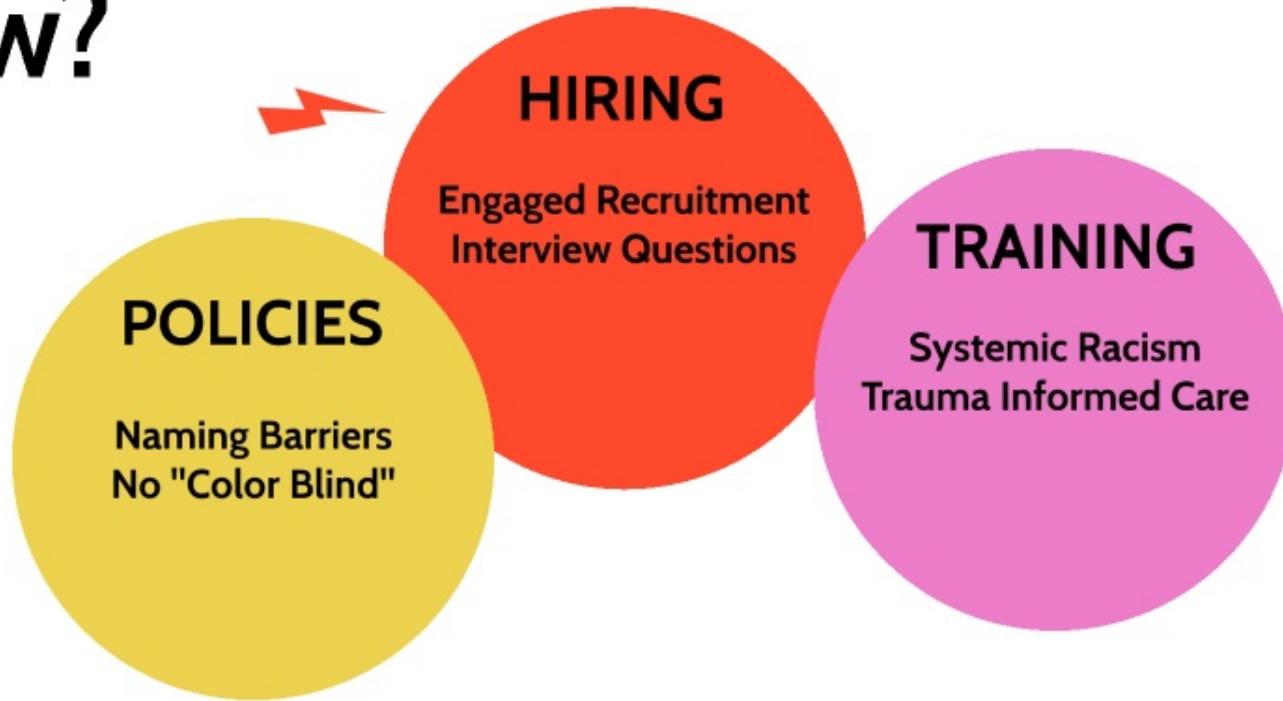 HIRING
Engaged Recruitment
Interview Questions
TRAINING
Systemic Racism
Trauma Informed Care
POLICIES
Naming Barriers
No "Color Blind"